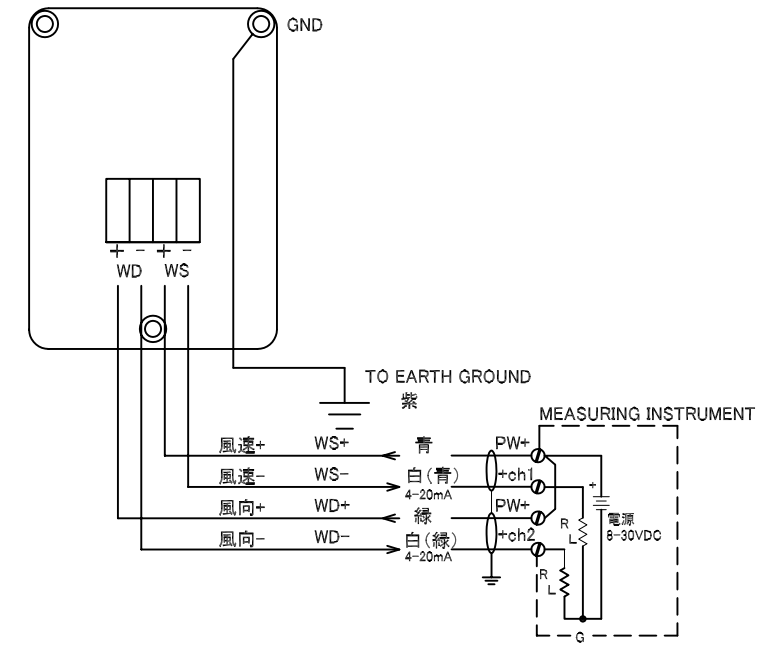 GND
+ - + -
WD WS
TO EARTH GROUND
紫
MEASURING INSTRUMENT
風速+ WS+ 青 PW+
風速- WS- 白(青) +ch1
4-20mA
風向+ WD+ 緑 PW+
風向- WD- 白(緑) +ch2
4-20mA
+
電源
8-30VDC
R
L
R
L
G